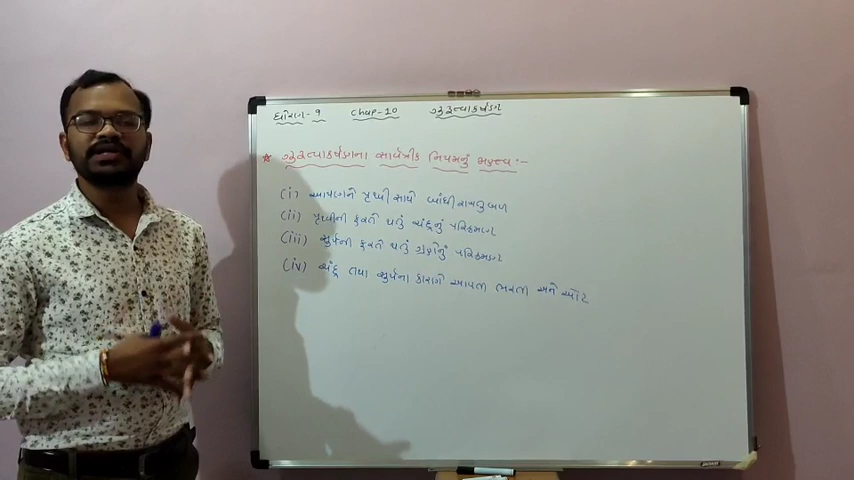 ધોરણ-9 chap-10 ગુરુત્વાકર્ષણ
* ગુરુત્વાકર્ષણના સાર્વત્રીક નિયમનું મહત્વ :-
(i) આપણને પૃથ્વી સાથે બાંધી રાખતુ બળ
(ii) પૃથ્વીની ફરતે થતું ચંદ્રનું પરિક્રમણ
(iii) સુર્યની ફરતે થતું ગ્રહોનું પરિક્રમણ
(iv) ચંદ્ર તથા સુર્યના કારણે આવતી ભરતી અને ઓટ